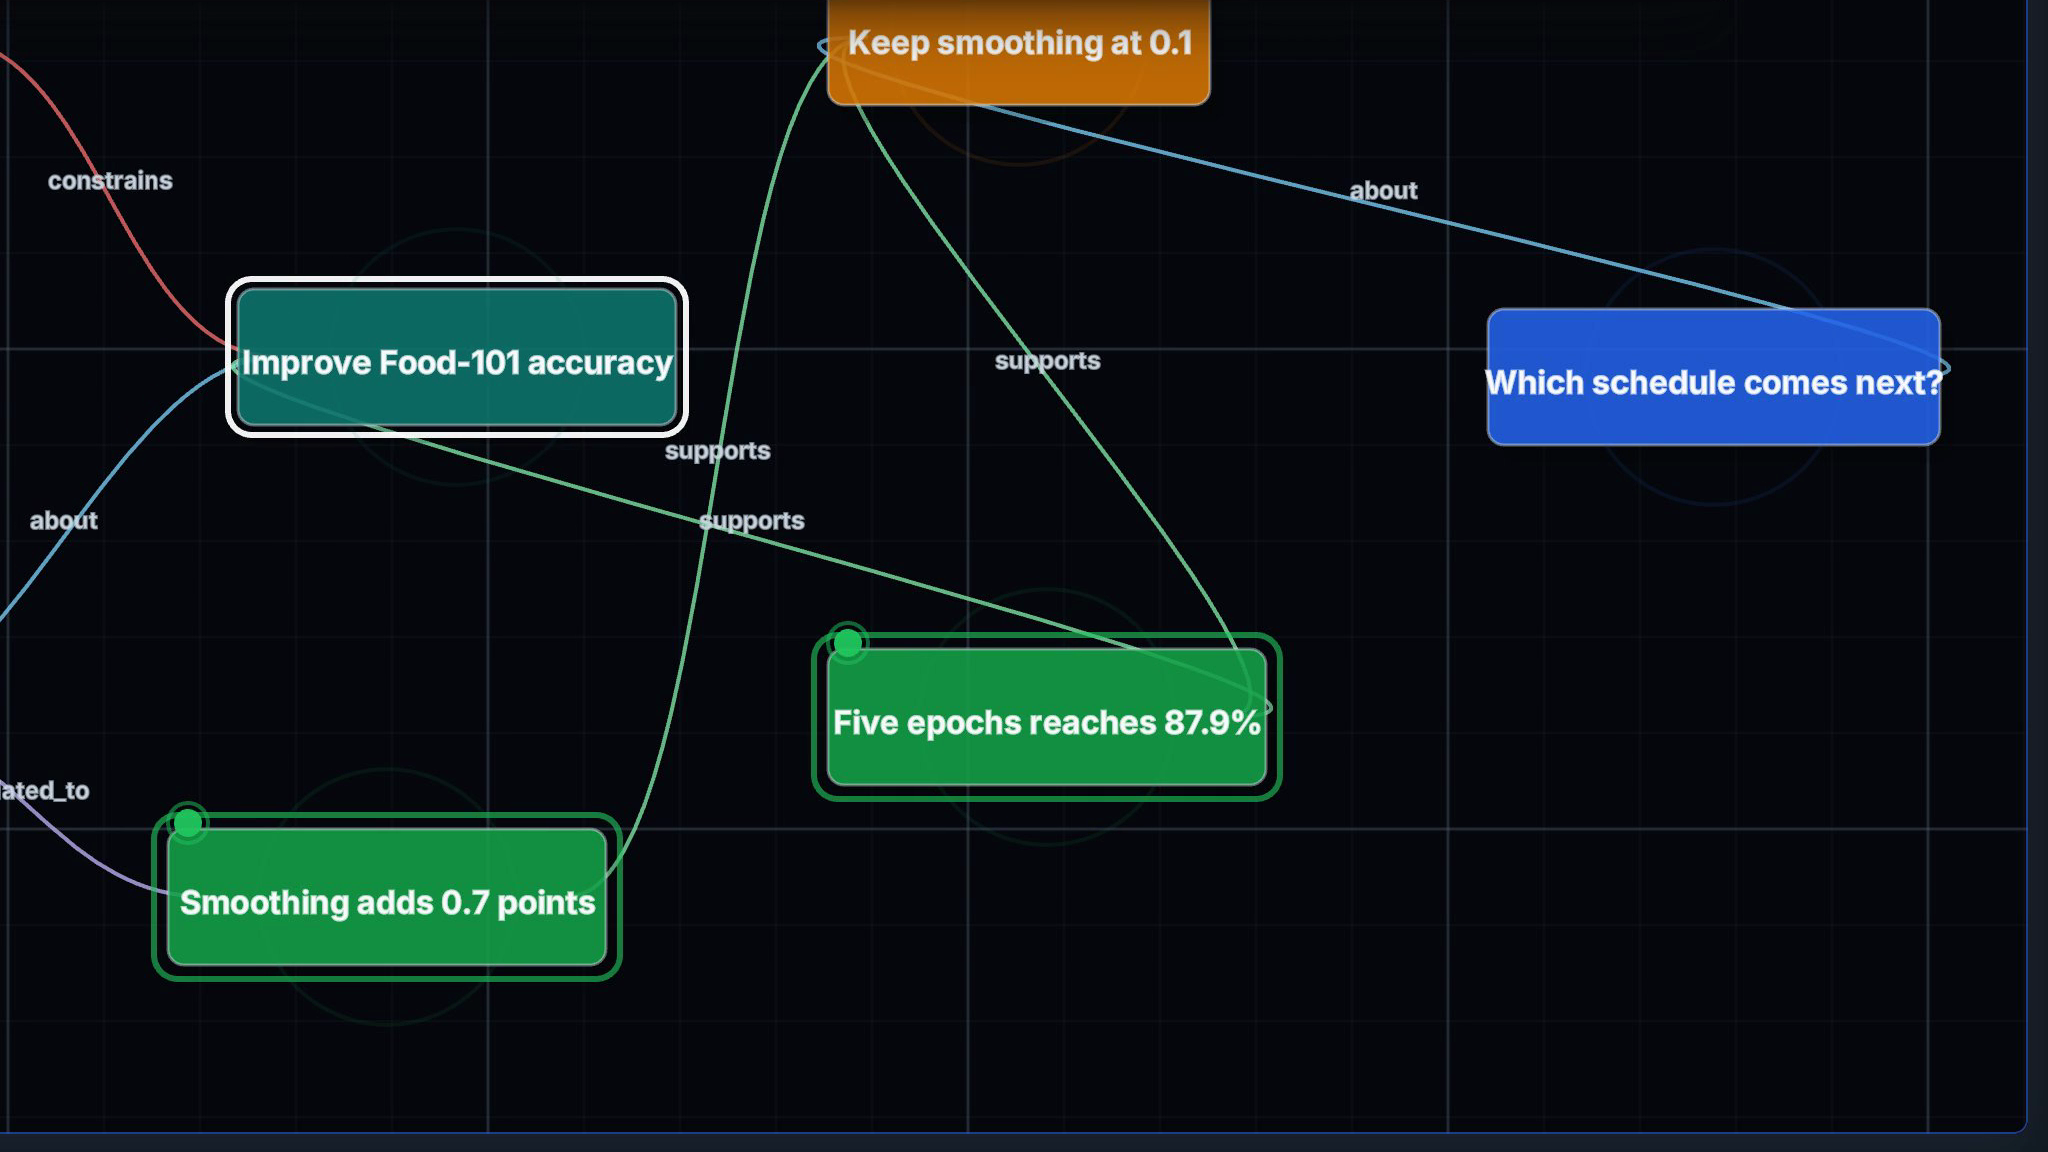 Keep smoothing at 0.1
constrains
about
Improve Food-101 accuracy
supports
Which schedule comes next?
supports
about
supports
Five epochs reaches 87.9%
ated_to
Smoothing adds 0.7 points